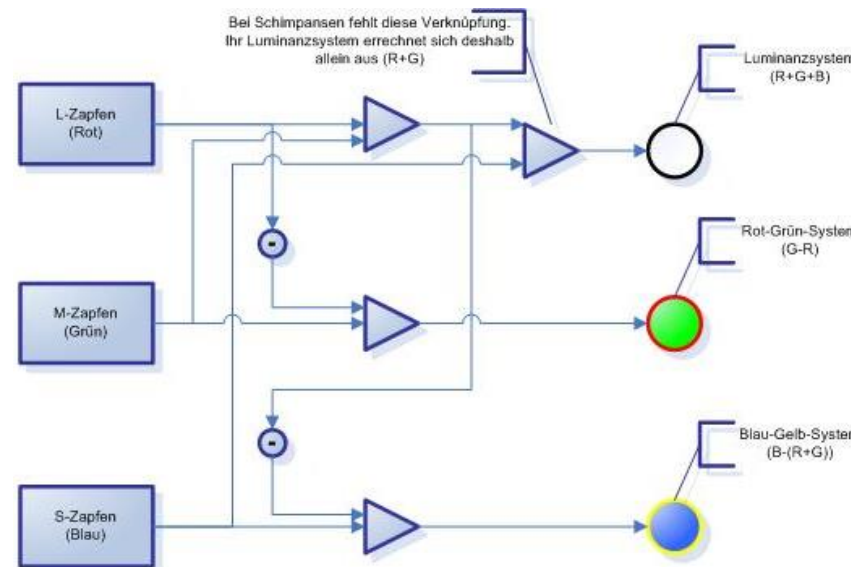 Bei Schimpansen fehlt diese Verknüpfung.
Ihr Luminanzsystem errechnet sich deshalb
allein aus (R+G)
Luminanzsystem
(R+G+B)
L-Zapfen
(Rot)
-
Rot-Grün-System
(G-R)
M-Zapfen
(Grün)
Blau-Gelb-System
(B-(R+G))
-
S-Zapfen
(Blau)